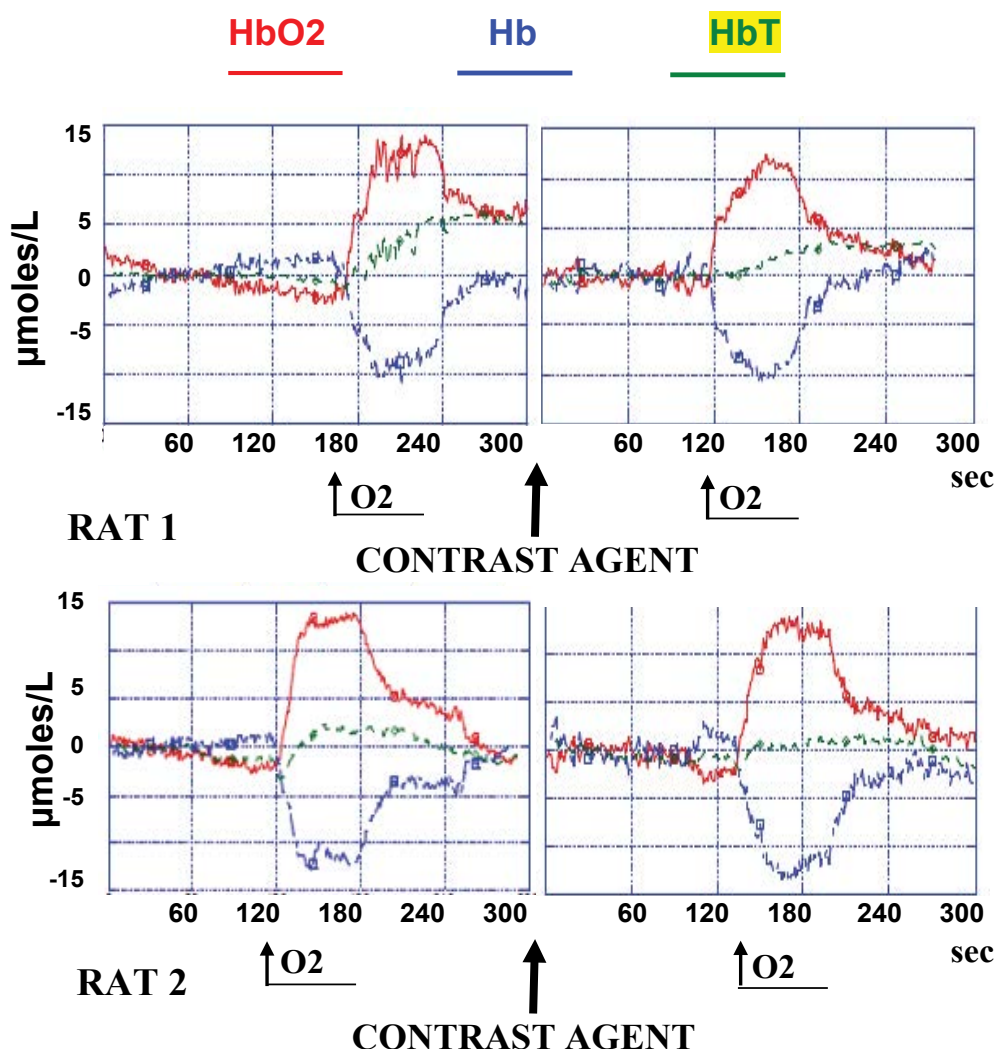 HbO2 Hb HbT
15
5
0
-5
-15
µmoles/L
60 120 180 240 300 60 120 180 240 300
sec
O2 O2
RAT 1
CONTRAST AGENT
15
5
0
-5
-15
µmoles/L
60 120 180 300 60 120 180 240 300
sec
O2 O2
RAT 2
CONTRAST AGENT